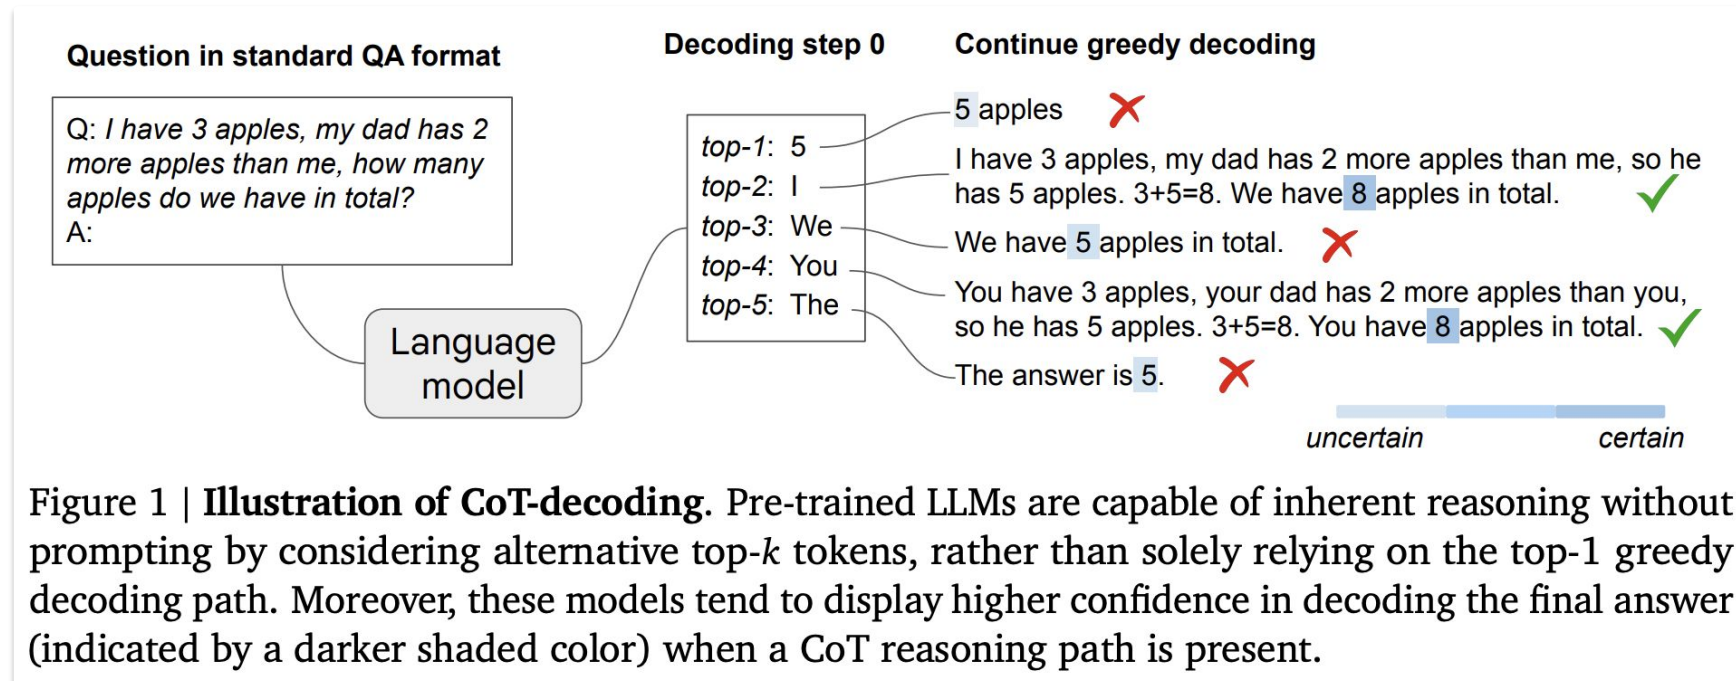 Question in standard QA format
Q: I have 3 apples, my dad has 2
more apples than me, how many
apples do we have in total?
A:
Language
model
Decoding step 0
top-1: 5
top-2: I
top-3: We
top-4: You
top-5: The
Continue greedy decoding
5 apples
I have 3 apples, my dad has 2 more apples than me, so he
has 5 apples. 3+5=8. We have 8 apples in total.
We have 5 apples in total.
You have 3 apples, your dad has 2 more apples than you,
so he has 5 apples. 3+5=8. You have 8 apples in total.
The answer is 5.
uncertain
certain
Figure 1 | Illustration of CoT-decoding. Pre-trained LLMs are capable of inherent reasoning without
prompting by considering alternative top-k tokens, rather than solely relying on the top-1 greedy
decoding path. Moreover, these models tend to display higher confidence in decoding the final answer
(indicated by a darker shaded color) when a CoT reasoning path is present.